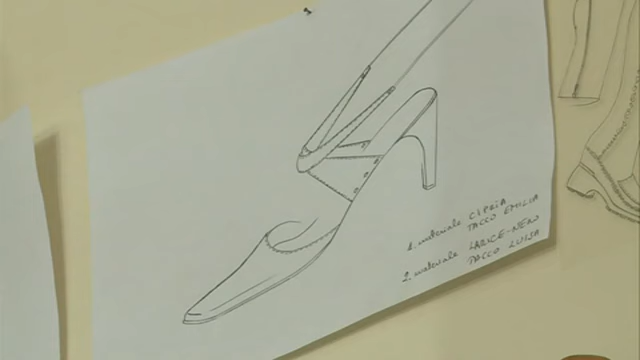 1. materiale CIPRIA
TACCO EMILIA
2. materiale LARICE-NERO
TACCO LUISA